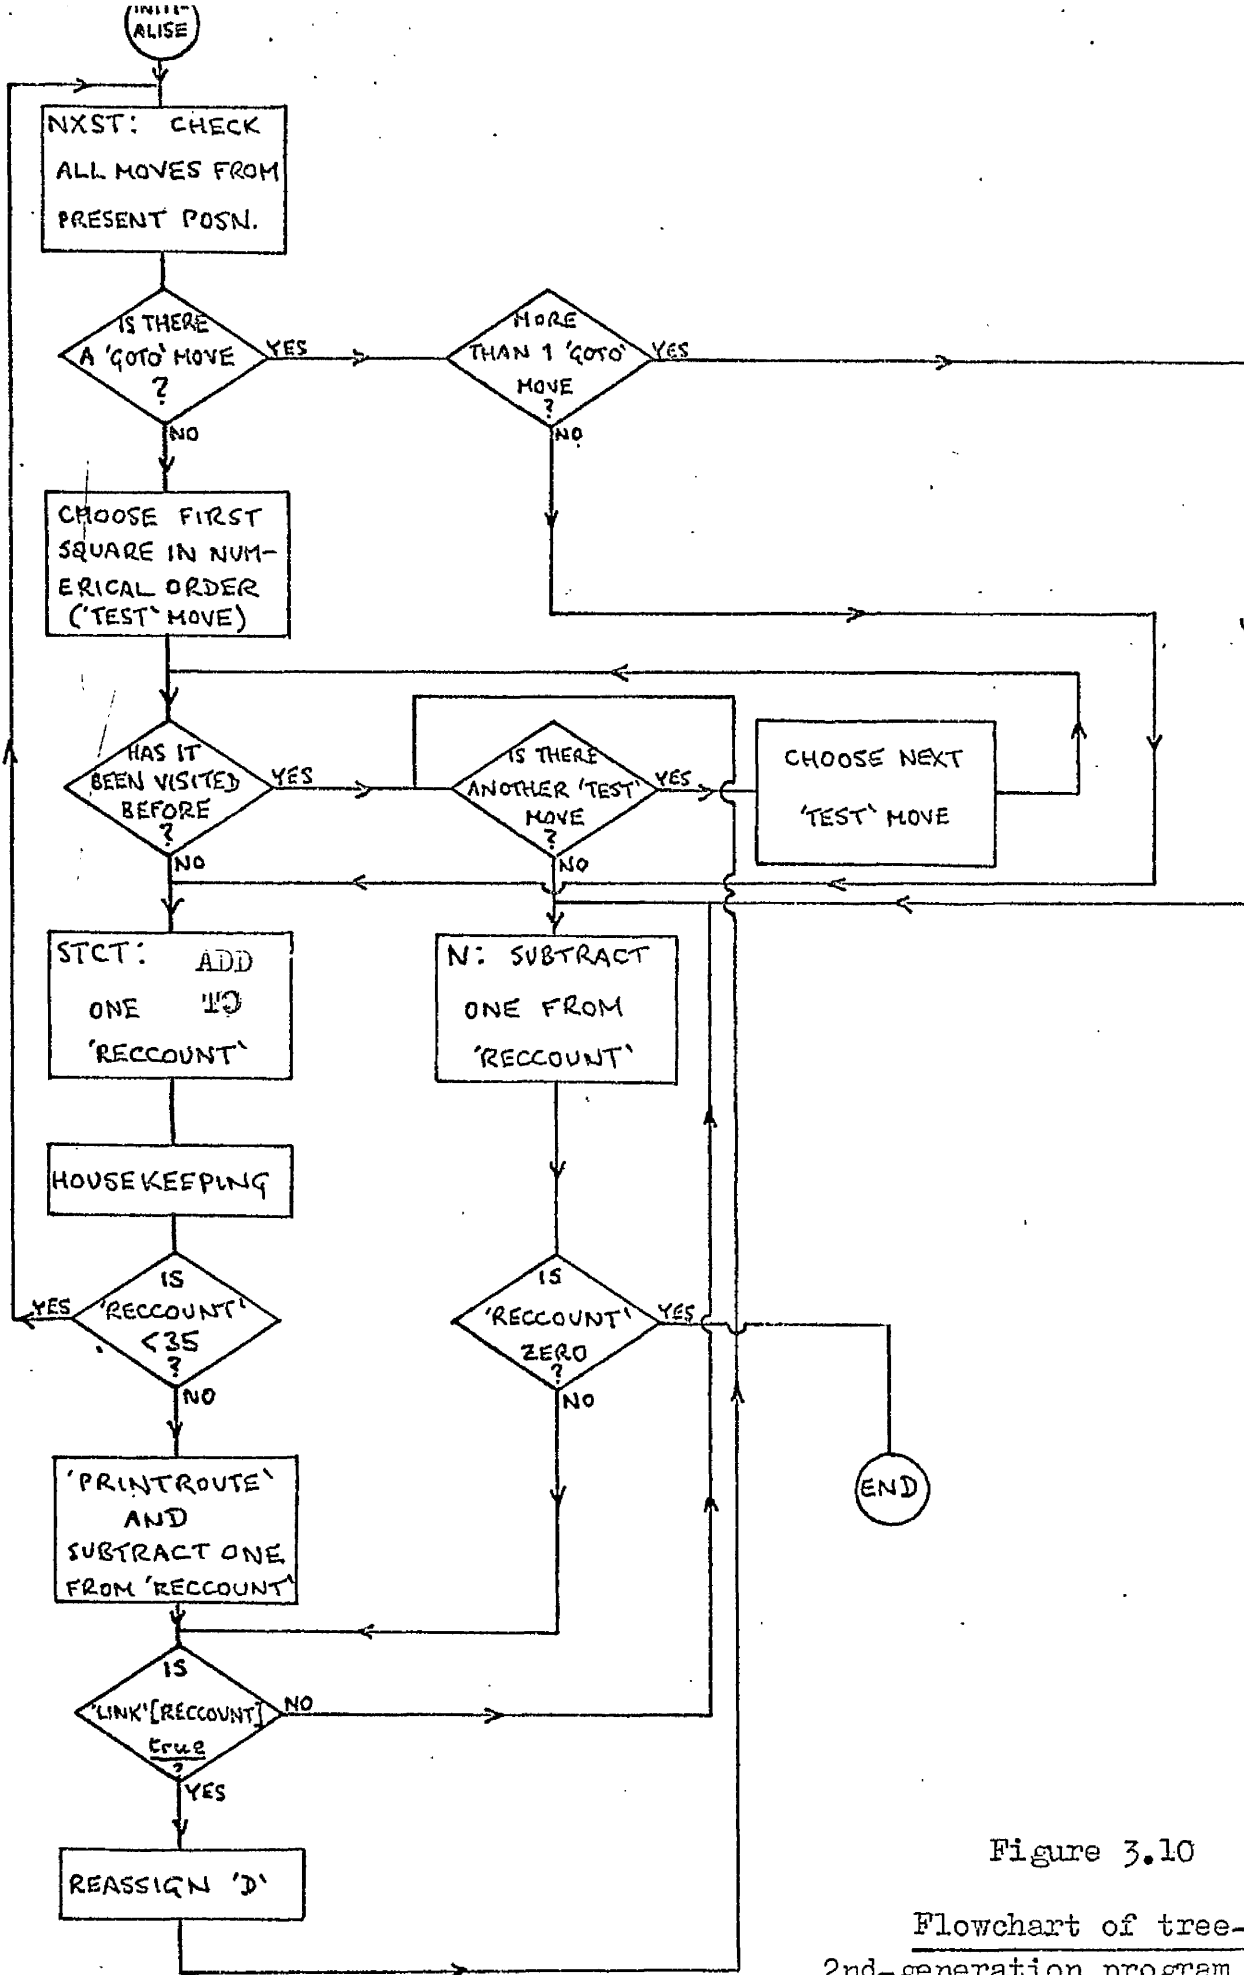 INITI-
ALISE
NXST: CHECK
ALL MOVES FROM
PRESENT POSN.
IS THERE
A 'GOTO' MOVE
?
YES
NO
MORE
THAN 1 'GOTO'
MOVE
?
YES
NO
CHOOSE FIRST
SQUARE IN NUM-
ERICAL ORDER
('TEST' MOVE)
HAS IT
BEEN VISITED
BEFORE
?
YES
NO
IS THERE
ANOTHER 'TEST'
MOVE
?
YES
NO
CHOOSE NEXT
'TEST' MOVE
STCT: ADD
ONE TO
'RECCOUNT'
N: SUBTRACT
ONE FROM
'RECCOUNT'
HOUSEKEEPING
IS
'RECCOUNT'
<35
?
YES
NO
IS
'RECCOUNT'
ZERO
?
YES
NO
END
'PRINTROUTE'
AND
SUBTRACT ONE
FROM 'RECCOUNT'
IS
'LINK'[RECCOUNT]
true
?
NO
YES
REASSIGN 'D'
Figure 3.10
Flowchart of tree-
2nd-generation program